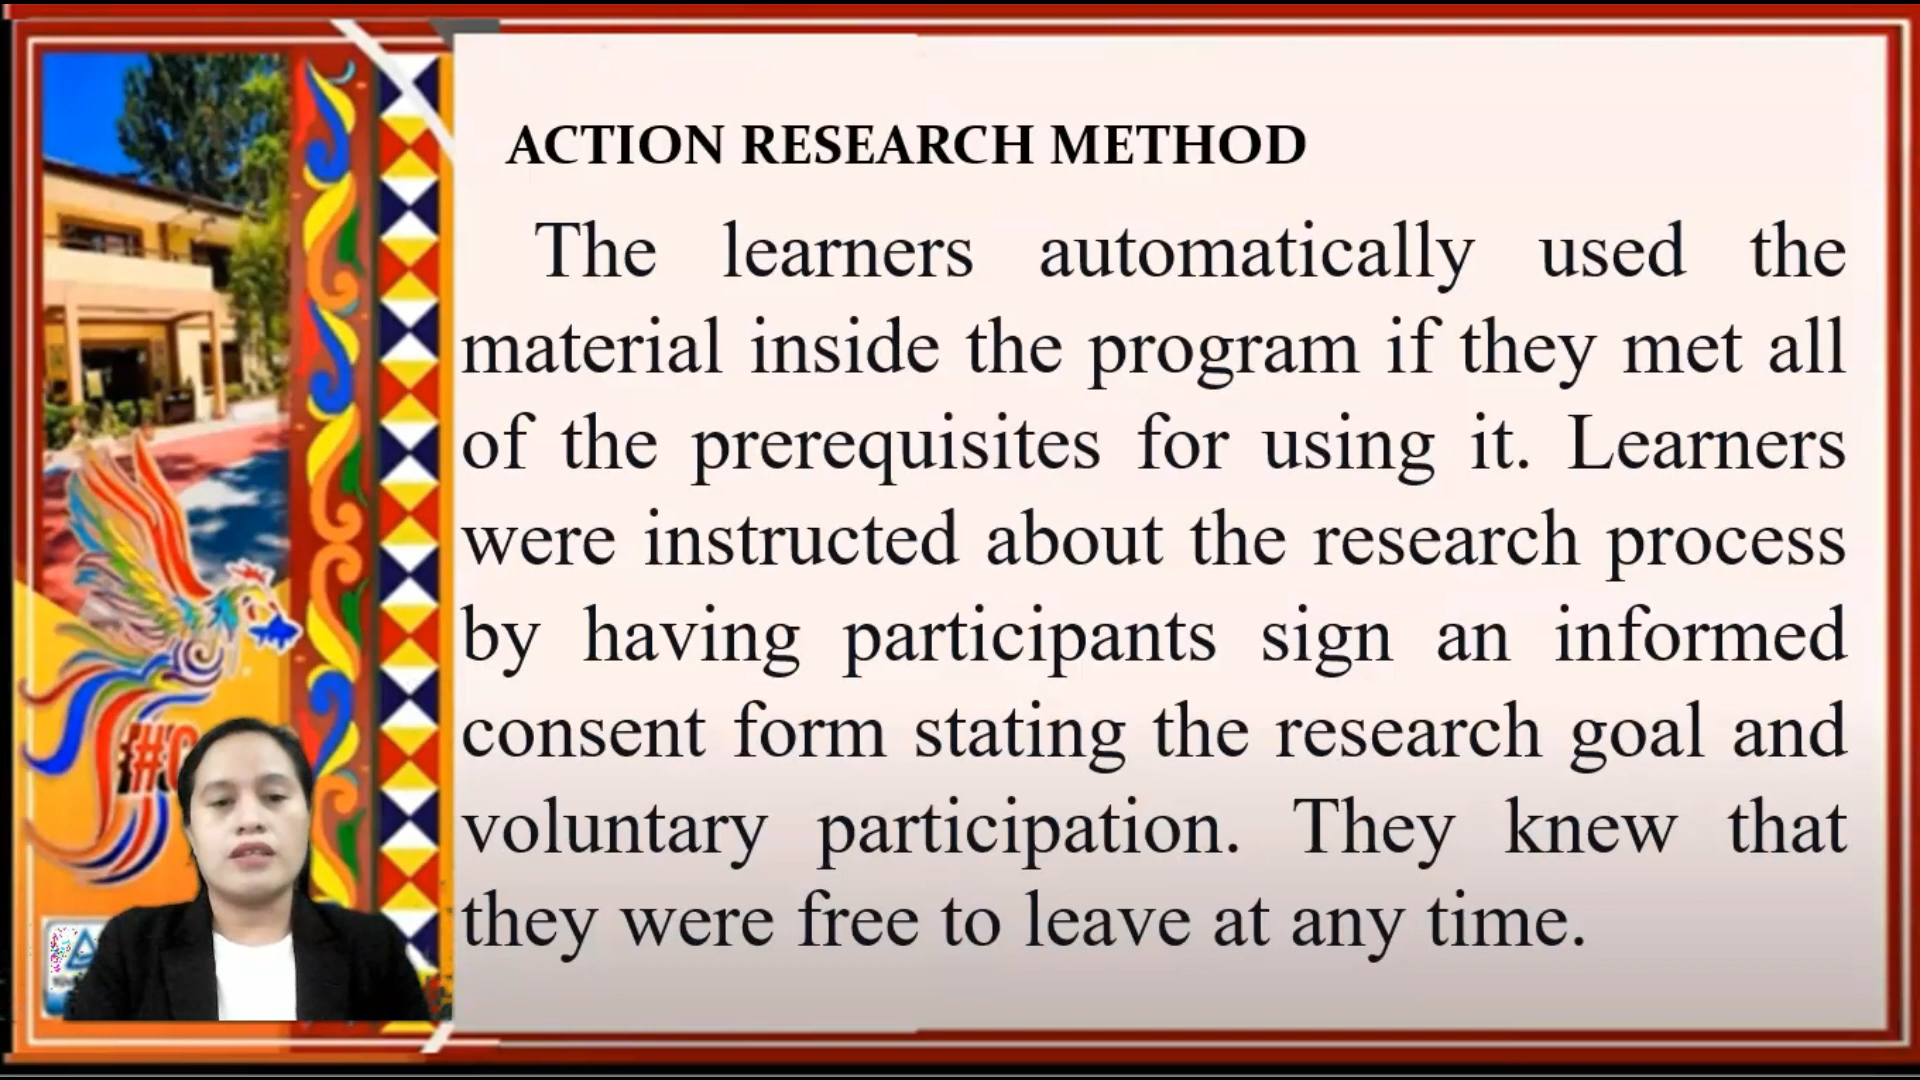 ACTION RESEARCH METHOD
The learners automatically used the
material inside the program if they met all
of the prerequisites for using it. Learners
were instructed about the research process
by having participants sign an informed
consent form stating the research goal and
voluntary participation. They knew that
they were free to leave at any time.